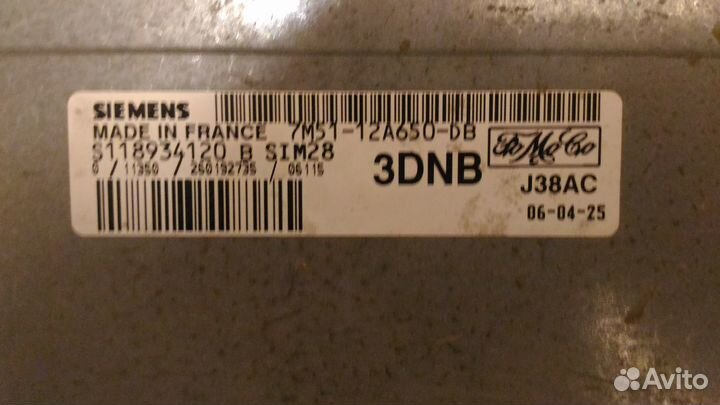 SIEMENS
MADE IN FRANCE 7M51-12A650-DB
S118934120 B SIM28
0 / 11350 / 260192735 / 06115
3DNB
FoMoCo
J38AC
06-04-25
Avito